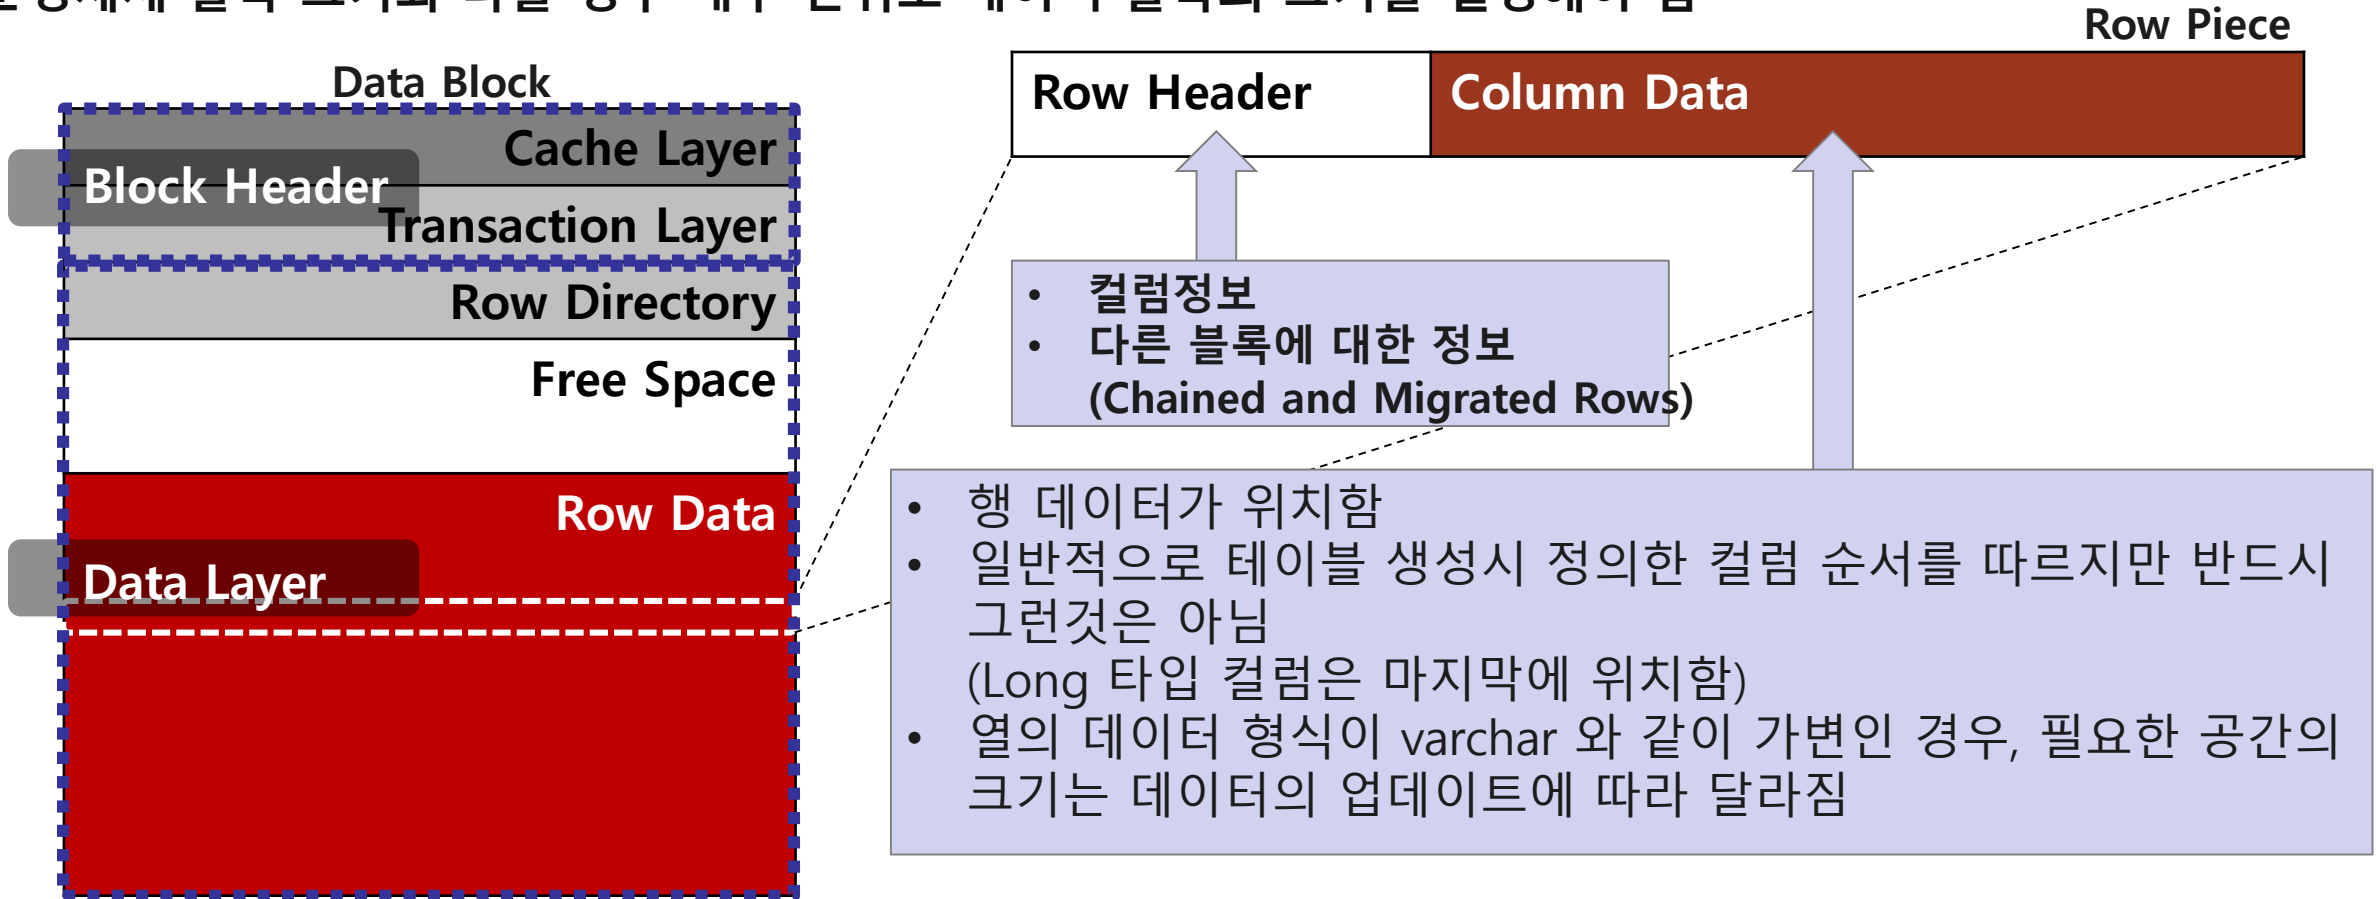 Row Piece
Data Block
Row Header
Column Data
Cache Layer
Block Header
Transaction Layer
Row Directory
Free Space
Row Data
Data Layer
• 컬럼정보
• 다른 블록에 대한 정보
(Chained and Migrated Rows)
• 행 데이터가 위치함
• 일반적으로 테이블 생성시 정의한 컬럼 순서를 따르지만 반드시
그런것은 아님
(Long 타입 컬럼은 마지막에 위치함)
• 열의 데이터 형식이 varchar 와 같이 가변인 경우, 필요한 공간의
크기는 데이터의 업데이트에 따라 달라짐